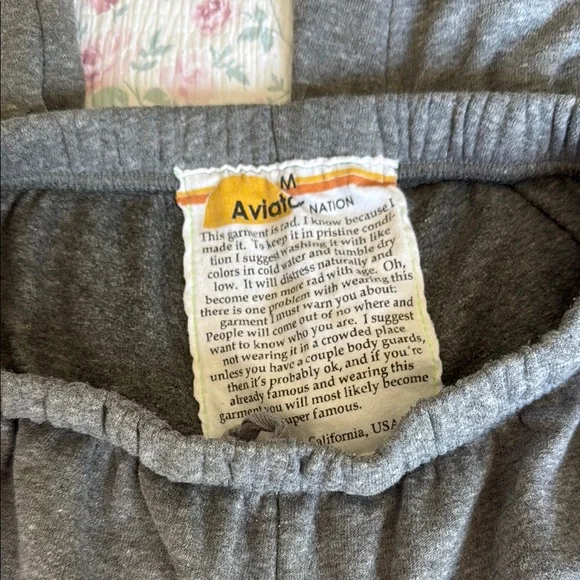 M
Aviato NATION
This garment is rad. I know because I
made it. To keep it in pristine condi-
tion I suggest washing it with like
colors in cold water and tumble dry
low. It will distress naturally and
become even more rad with age. Oh,
there is one problem with wearing this
garment I must warn you about:
People will come out of no where and
want to know who you are. I suggest
not wearing it in a crowded place
unless you have a couple body guards,
then it's probably ok, and if you're
already famous and wearing this
garment you will most likely become
super famous.
California, USA